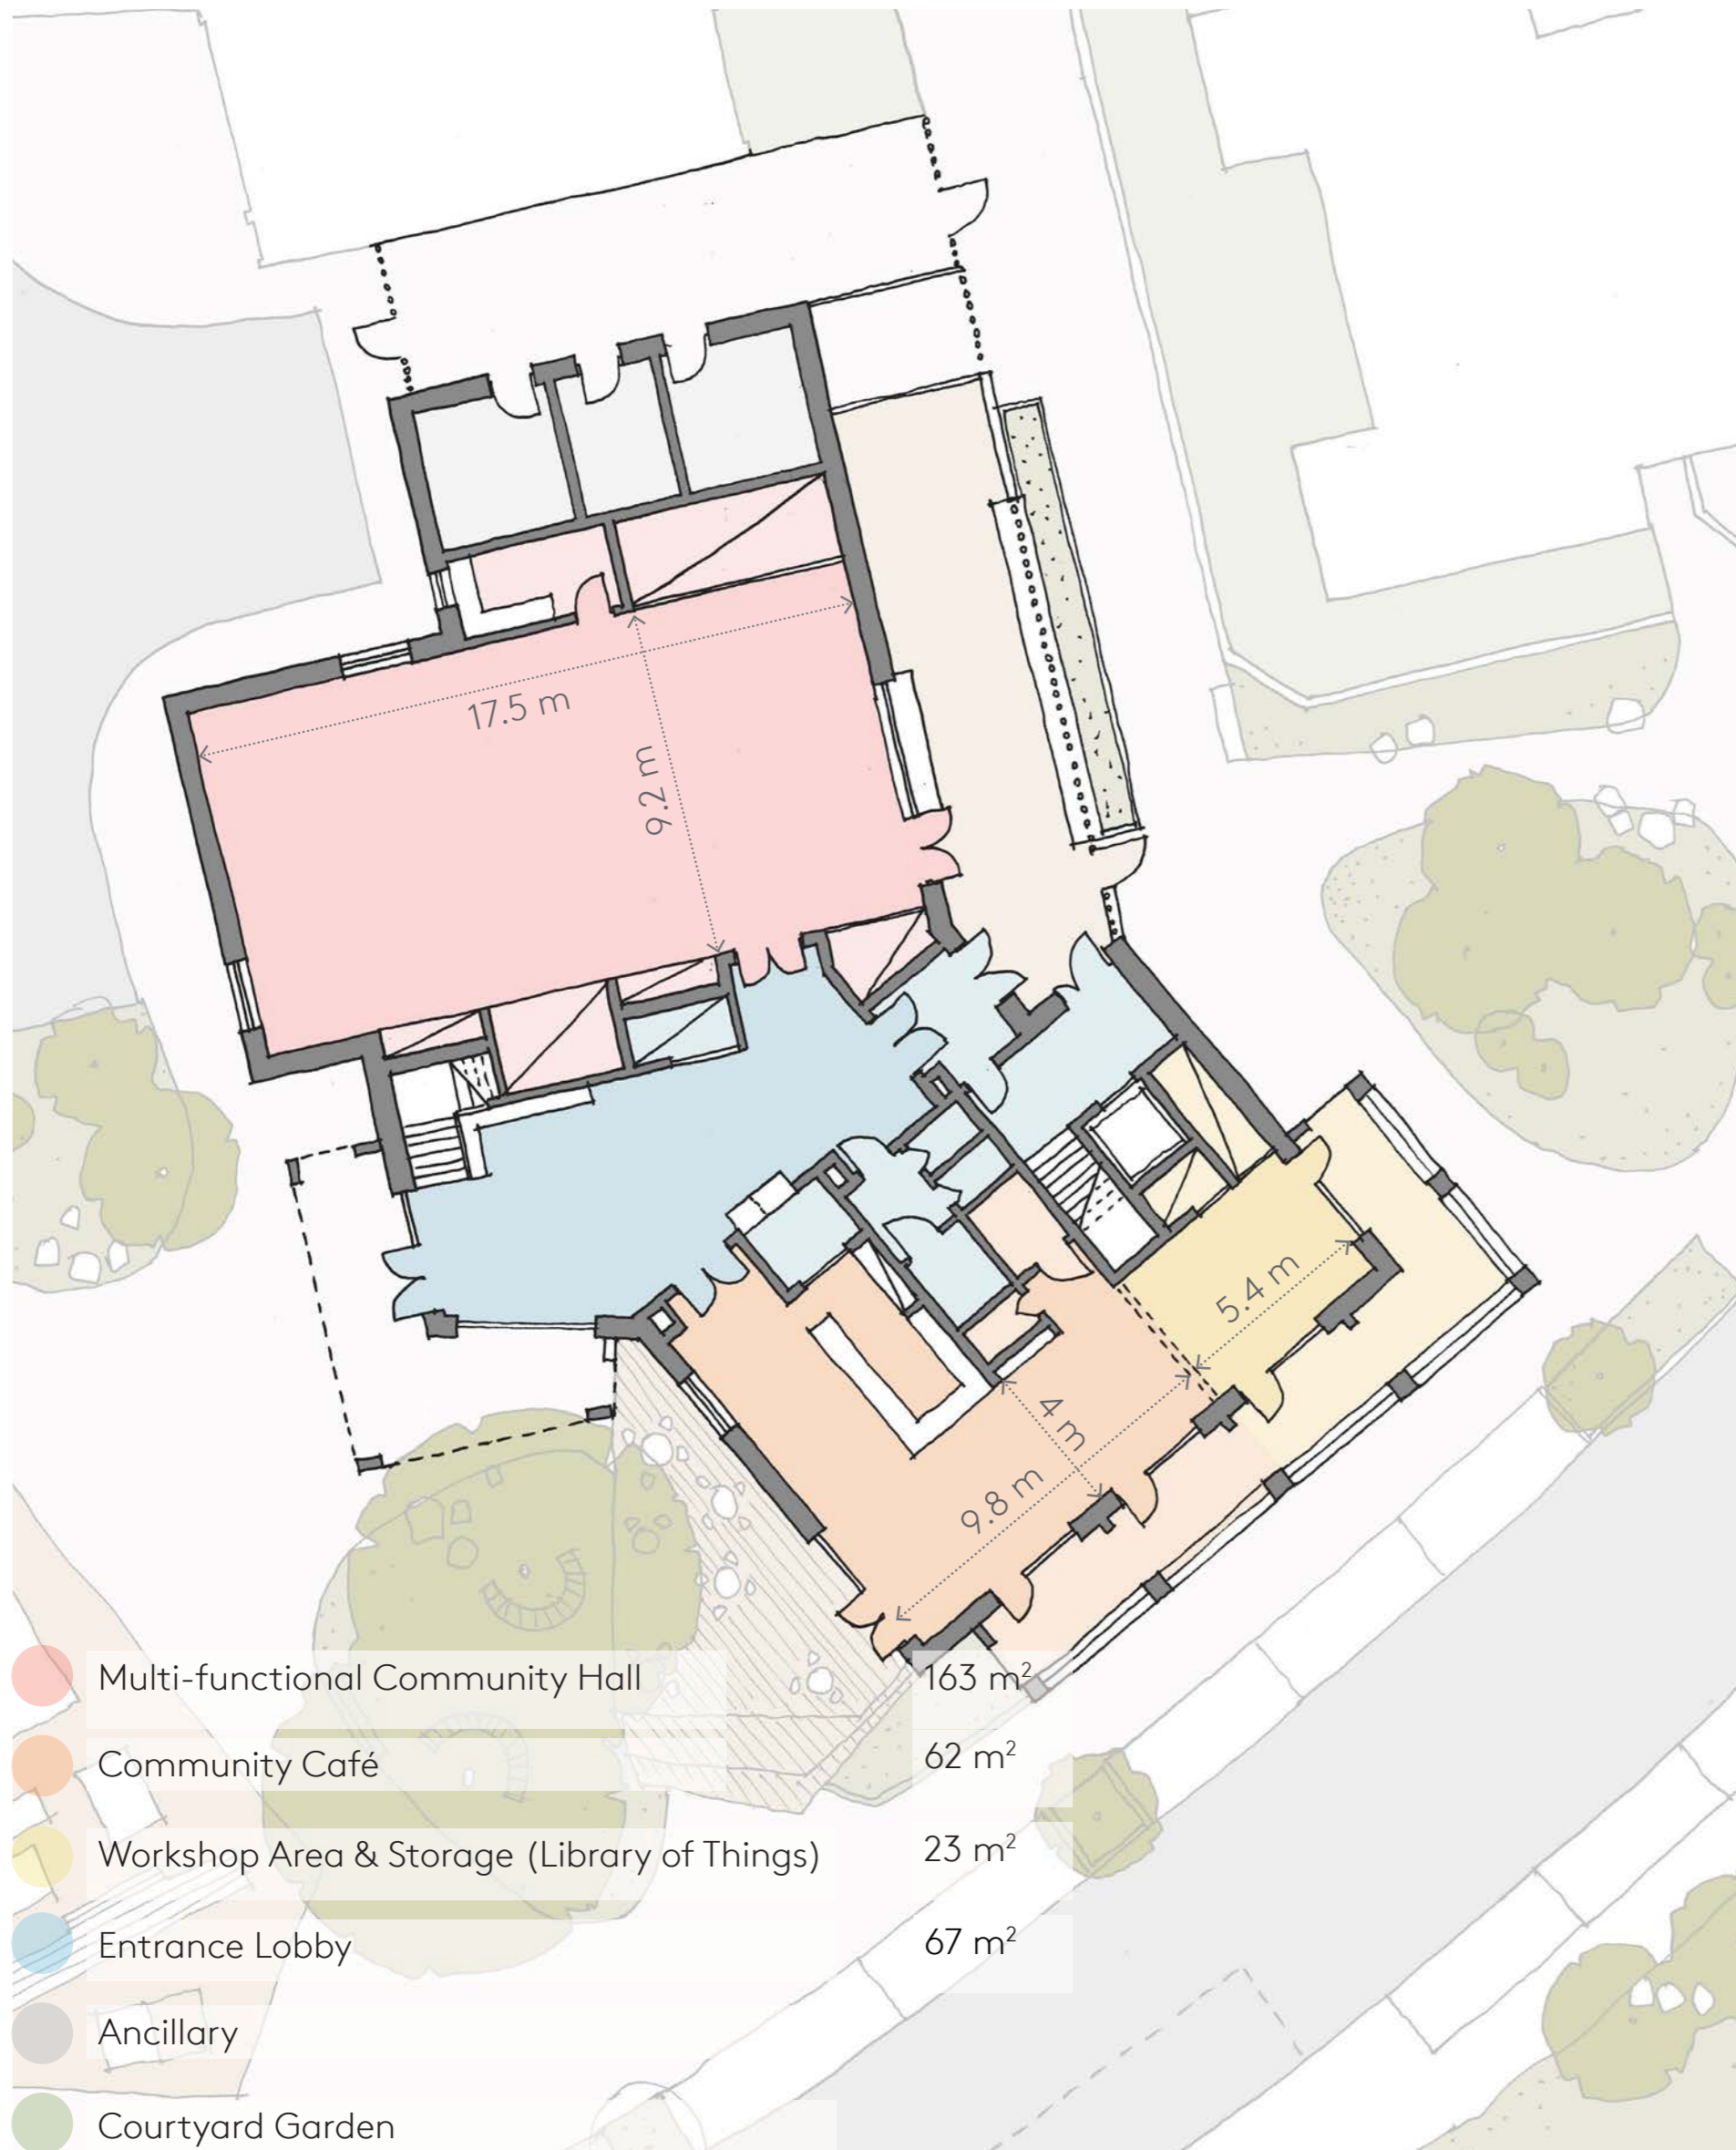 17.5 m
9.2 m
5.4 m
4 m
9.8 m
Multi-functional Community Hall 163 m²
Community Café 62 m²
Workshop Area & Storage (Library of Things) 23 m²
Entrance Lobby 67 m²
Ancillary
Courtyard Garden